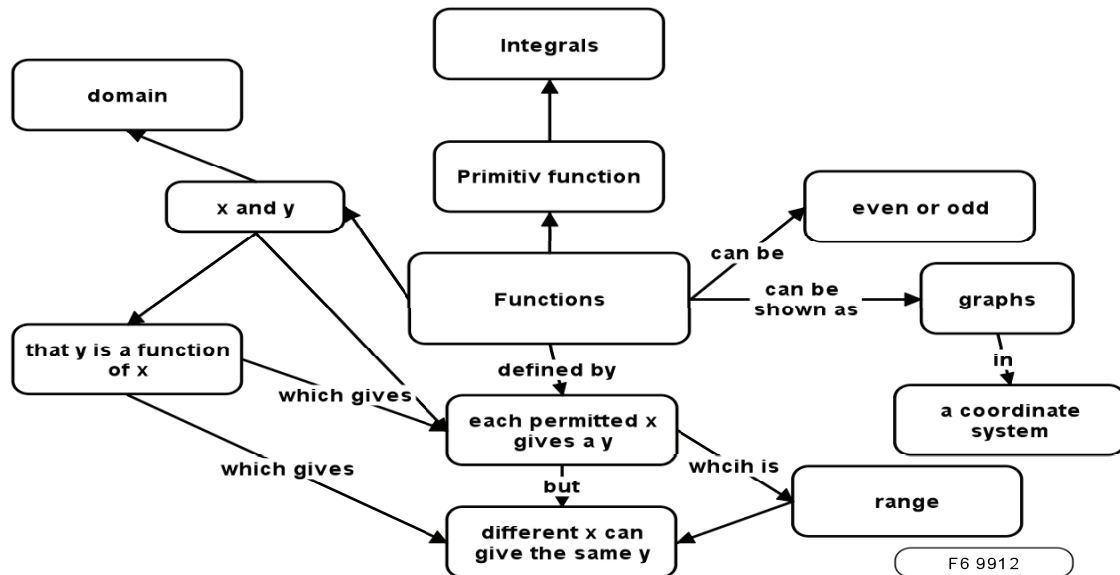 Integrals
domain
Primitiv function
x and y
even or odd
can be
Functions
can be
shown as
graphs
that y is a function
of x
in
defined by
which gives
a coordinate
system
each permitted x
gives a y
which gives
whcih is
but
range
different x can
give the same y
F6 9912